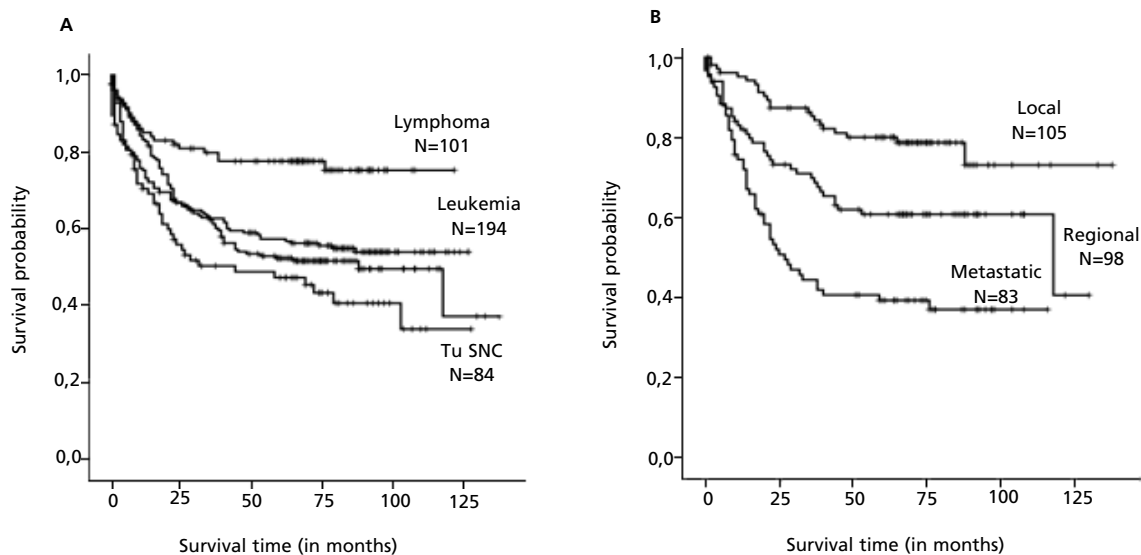 A
Survival probability
1,0
0,8
0,6
0,4
0,2
0,0
Lymphoma
N=101
Leukemia
N=194
Tu SNC
N=84
0 25 50 75 100 125
Survival time (in months)
B
Survival probability
1,0
0,8
0,6
0,4
0,2
0,0
Local
N=105
Regional
N=98
Metastatic
N=83
0 25 50 75 100 125
Survival time (in months)